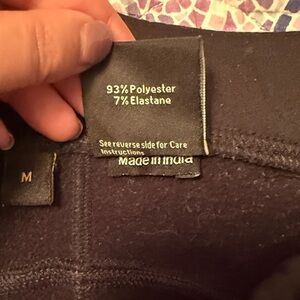 93% Polyester
7% Elastane
See reverse side for Care
Instructions
Made in India
M